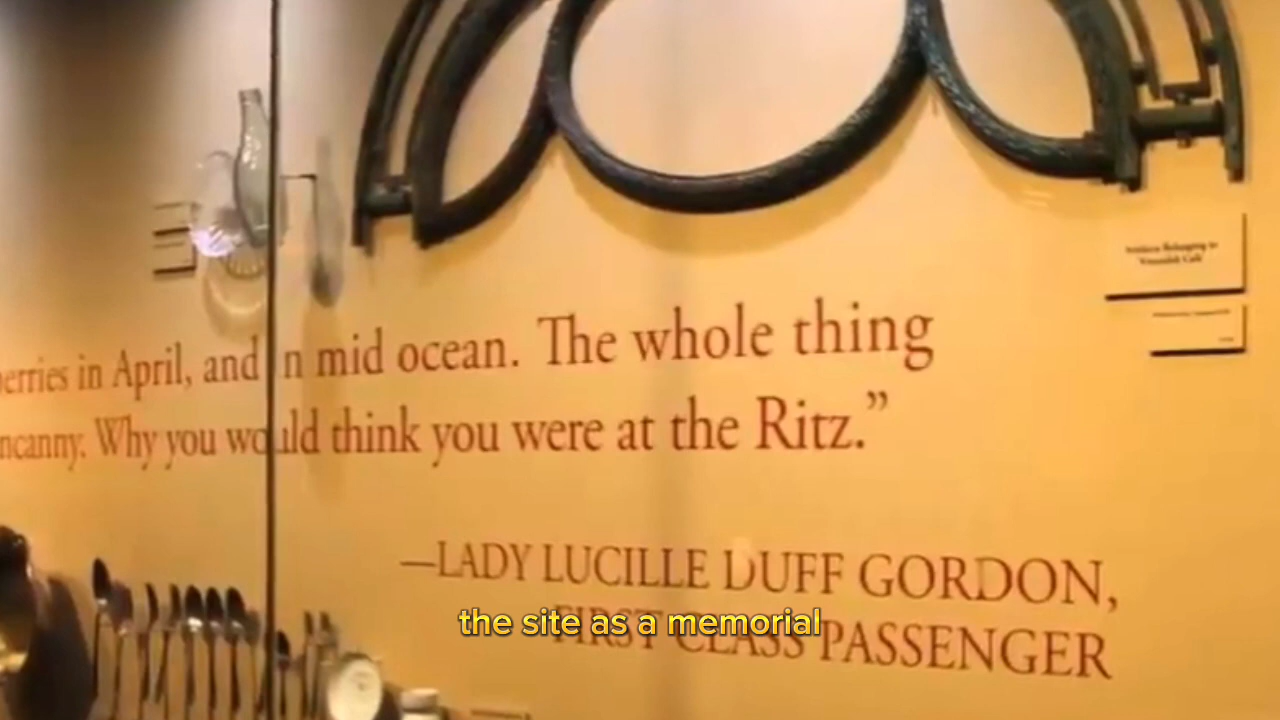 erries in April, and n mid ocean. The whole thing
ncanny. Why you would think you were at the Ritz.”
—LADY LUCILLE DUFF GORDON,
FIRST CLASS PASSENGER
the site as a memorial